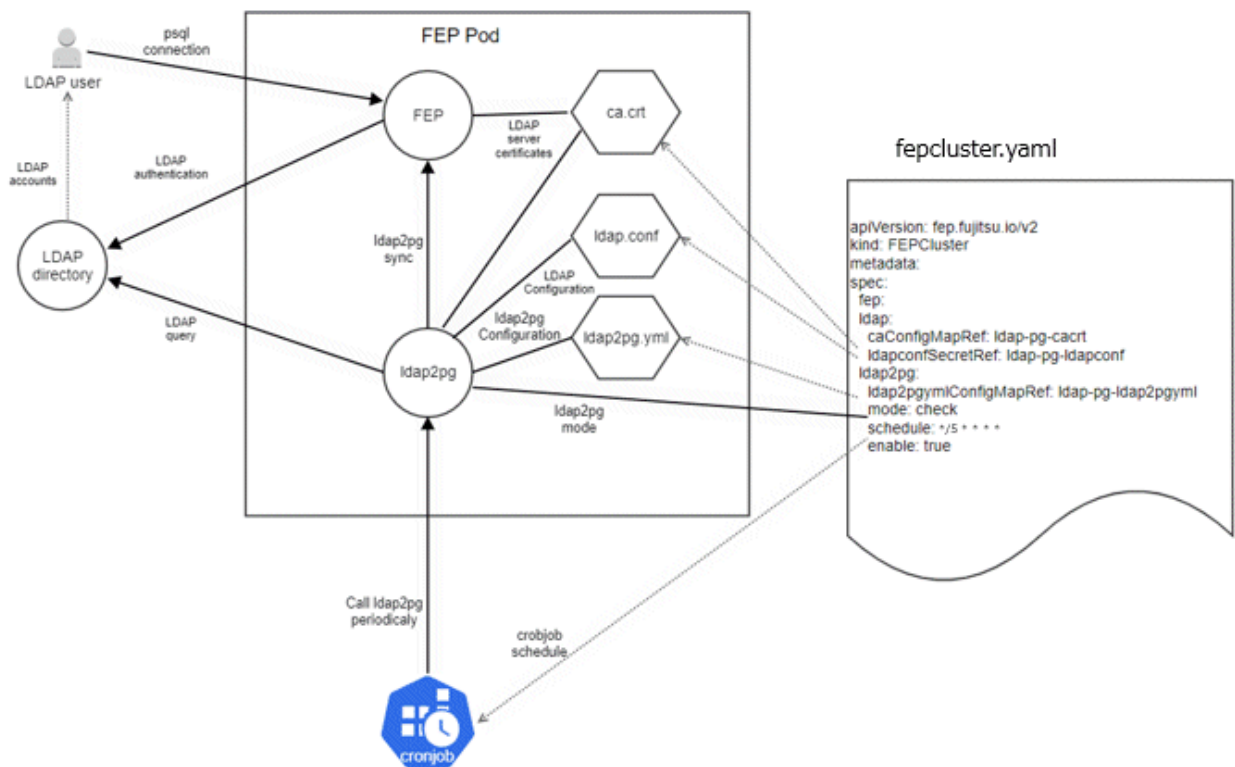 FEP Pod
psql
connection
LDAP user
FEP
ca.crt
LDAP
server
certificates
fepcluster.yaml
LDAP
accounts
LDAP
authentication
ldap2pg
sync
ldap.conf
LDAP
directory
LDAP
Configuration
LDAP
query
ldap2pg
Configuration
ldap2pg.yml
ldap2pg
ldap2pg
mode
apiVersion: fep.fujitsu.io/v2
kind: FEPCluster
metadata:
spec:
fep:
ldap:
caConfigMapRef: ldap-pg-cacrt
ldapconfSecretRef: ldap-pg-ldapconf
ldap2pg:
ldap2pgymlConfigMapRef: ldap-pg-ldap2pgyml
mode: check
schedule: */5 * * * *
enable: true
Call ldap2pg
periodicaly
crobjob
schedule
cronjob